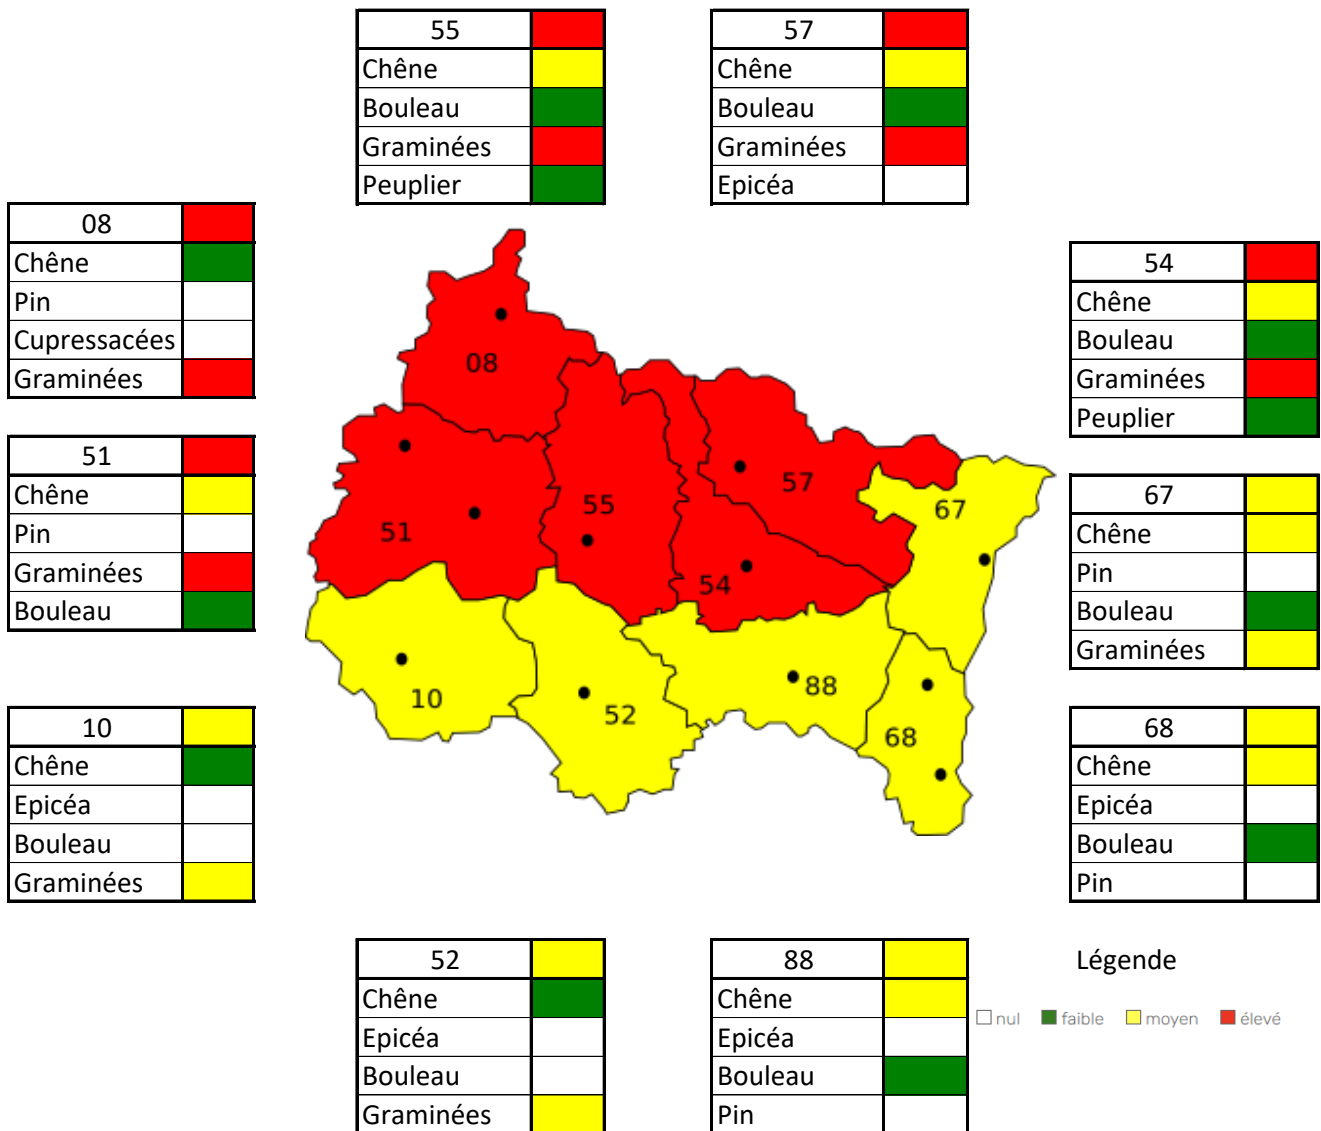 55
Chêne
Bouleau
Graminées
Peuplier
57
Chêne
Bouleau
Graminées
Epicéa
08
Chêne
Pin
Cupressacées
Graminées
51
Chêne
Pin
Graminées
Bouleau
10
Chêne
Epicéa
Bouleau
Graminées
08
51
55
57
54
67
10
52
88
68
54
Chêne
Bouleau
Graminées
Peuplier
67
Chêne
Pin
Bouleau
Graminées
68
Chêne
Epicéa
Bouleau
Pin
52
Chêne
Epicéa
Bouleau
Graminées
88
Chêne
Epicéa
Bouleau
Pin
Légende
nul faible moyen élevé